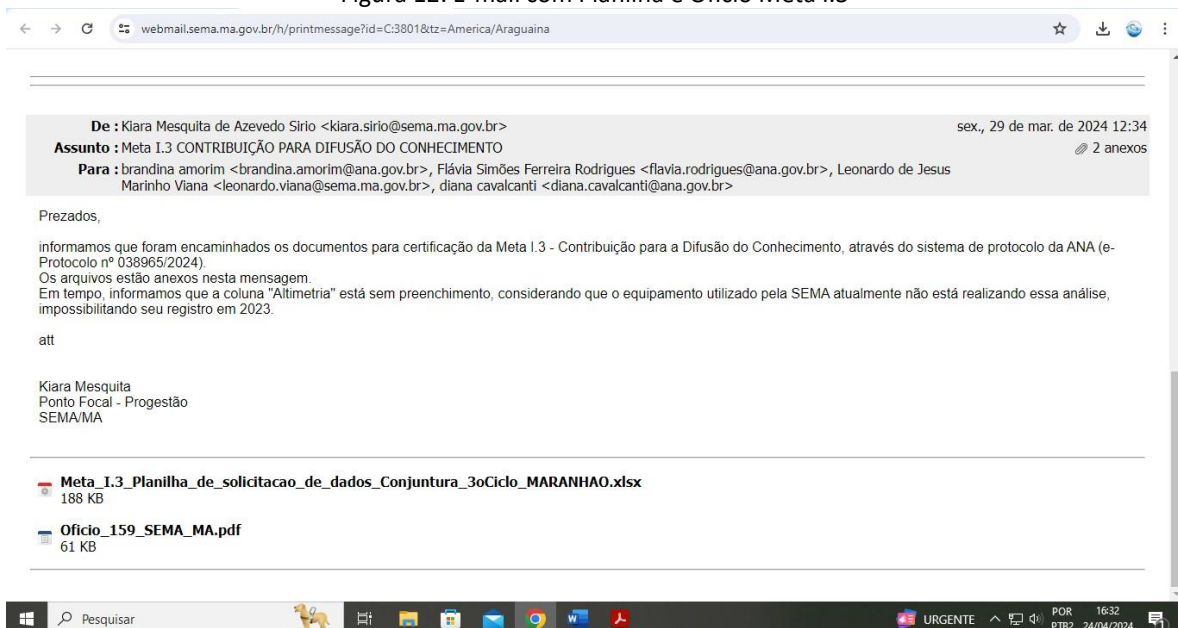 Figura 12: E-mail com Planilha e Ofício Meta I.3
webmail.sema.ma.gov.br/h/printmessage?id=C:3801&tz=America/Araguaina
De : Kiara Mesquita de Azevedo Sirio <kiara.sirio@sema.ma.gov.br>
sex., 29 de mar. de 2024 12:34
Assunto : Meta I.3 CONTRIBUIÇÃO PARA DIFUSÃO DO CONHECIMENTO
2 anexos
Para : brandina amorim <brandina.amorim@ana.gov.br>, Flávia Simões Ferreira Rodrigues <flavia.rodrigues@ana.gov.br>, Leonardo de Jesus
Marinho Viana <leonardo.viana@sema.ma.gov.br>, diana cavalcanti <diana.cavalcanti@ana.gov.br>
Prezados,
informamos que foram encaminhados os documentos para certificação da Meta I.3 - Contribuição para a Difusão do Conhecimento, através do sistema de protocolo da ANA (e-
Protocolo nº 038965/2024).
Os arquivos estão anexos nesta mensagem.
Em tempo, informamos que a coluna "Altimetria" está sem preenchimento, considerando que o equipamento utilizado pela SEMA atualmente não está realizando essa análise,
impossibilitando seu registro em 2023.
att
Kiara Mesquita
Ponto Focal - Progestão
SEMA/MA
Meta_I.3_Planilha_de_solicitacao_de_dados_Conjuntura_3oCiclo_MARANHAO.xlsx
188 KB
Oficio_159_SEMA_MA.pdf
61 KB
Pesquisar
URGENTE
POR
PTB2
16:32
24/04/2024